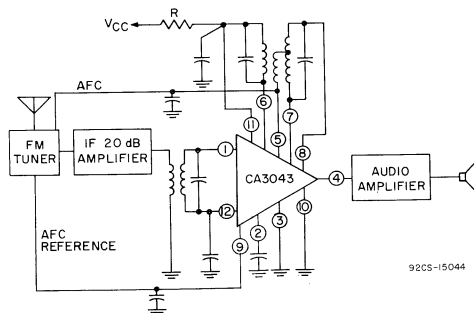 VCC
R
AFC
FM
TUNER
IF 20 dB
AMPLIFIER
AFC
REFERENCE
1
12
9
2
3
10
11
6
5
7
8
CA3043
4
AUDIO
AMPLIFIER
92CS-15044